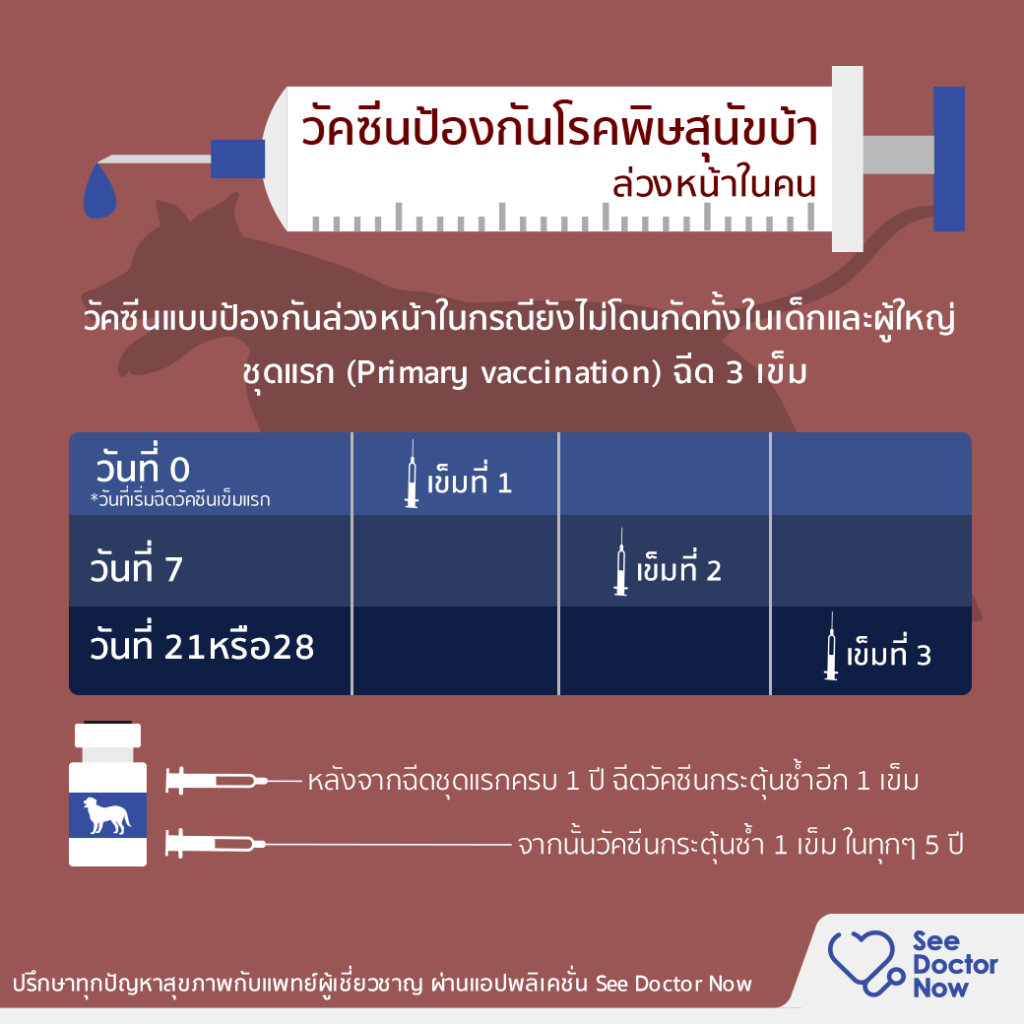 วัคซีนป้องกันโรคพิษสุนัขบ้า
ล่วงหน้าในคน
วัคซีนแบบป้องกันล่วงหน้าในกรณียังไม่โดนกัดทั้งในเด็กและผู้ใหญ่
ชุดแรก (Primary vaccination) ฉีด 3 เข็ม
วันที่ 0
*วันที่เริ่มฉีดวัคซีนเข็มแรก
เข็มที่ 1
วันที่ 7
เข็มที่ 2
วันที่ 21หรือ28
เข็มที่ 3
หลังจากฉีดชุดแรกครบ 1 ปี ฉีดวัคซีนกระตุ้นซ้ำอีก 1 เข็ม
จากนั้นวัคซีนกระตุ้นซ้ำ 1 เข็ม ในทุกๆ 5 ปี
ปรึกษาทุกปัญหาสุขภาพกับแพทย์ผู้เชี่ยวชาญ ผ่านแอปพลิเคชั่น See Doctor Now
See
Doctor
Now